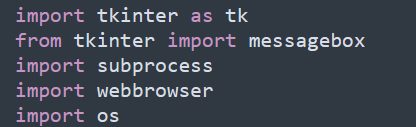 import tkinter as tk
from tkinter import messagebox
import subprocess
import webbrowser
import os